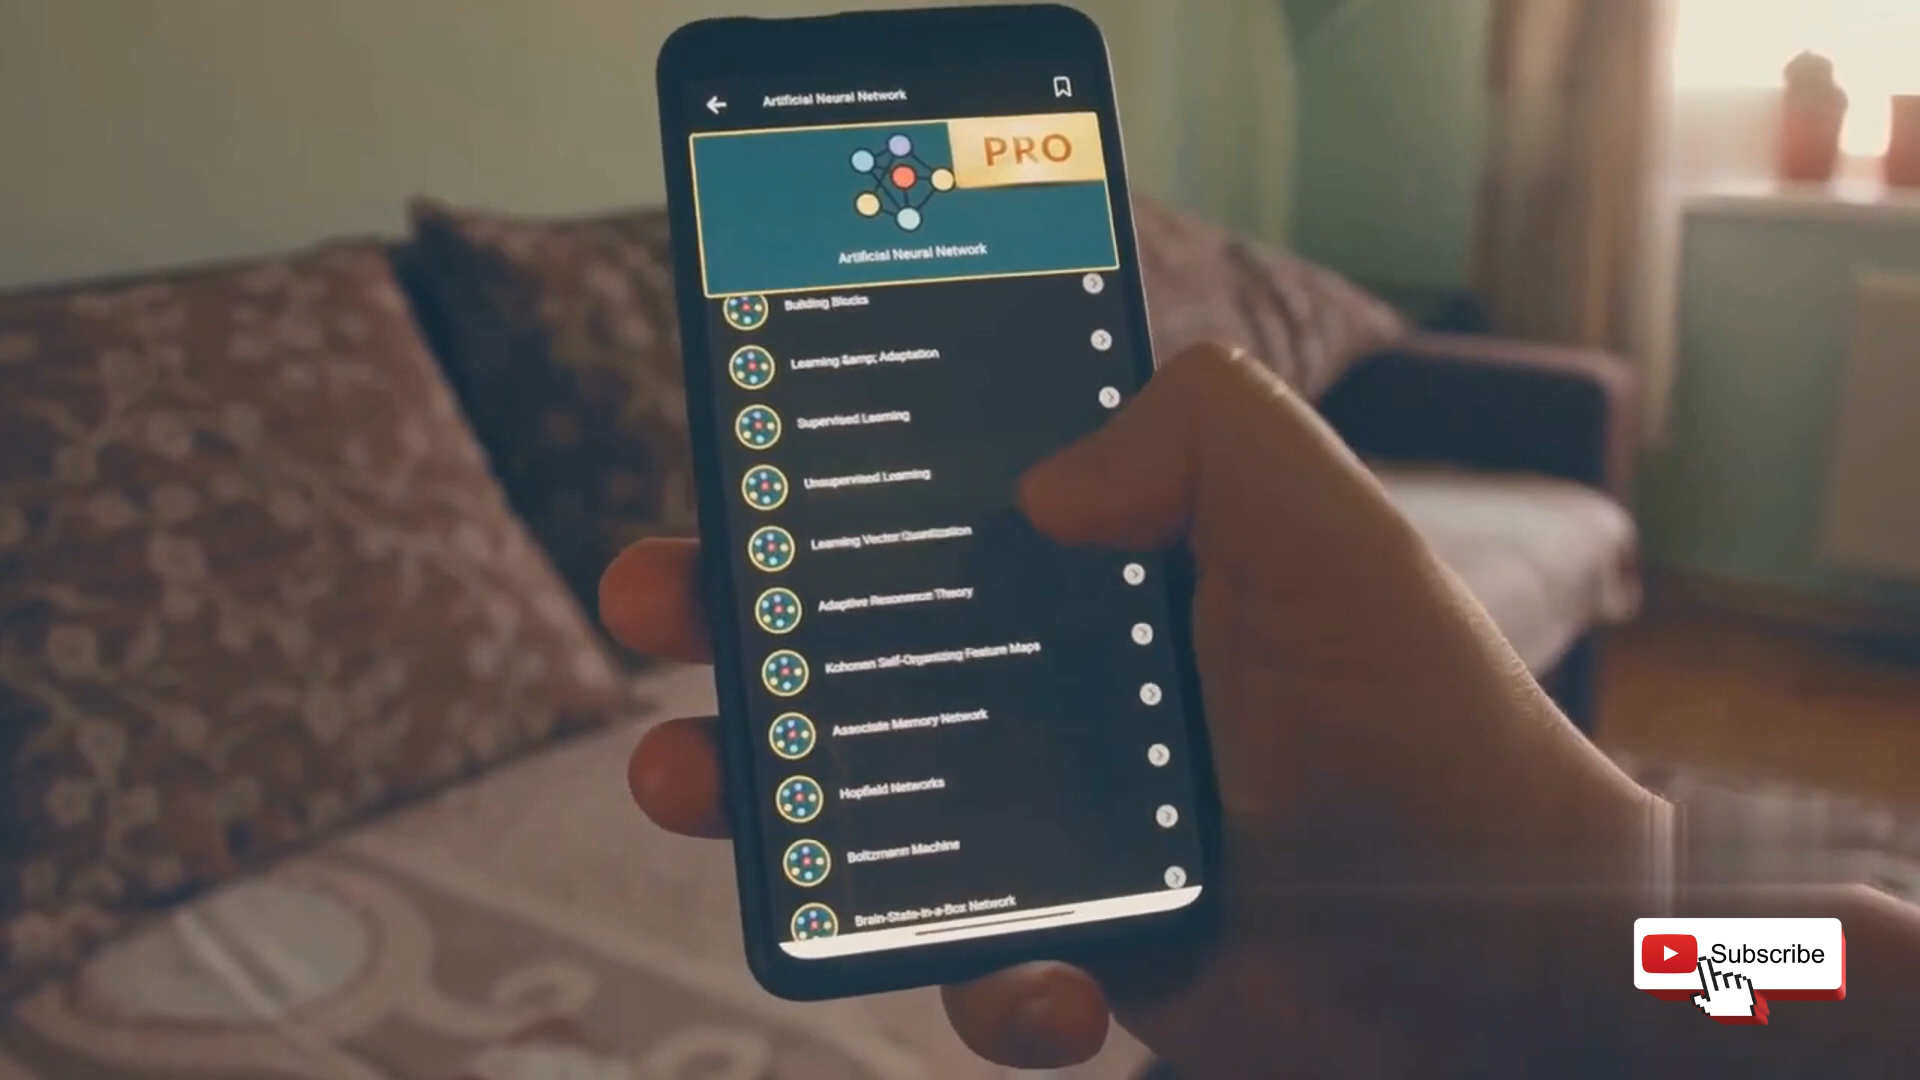 Artificial Neural Network
PRO
Artificial Neural Network
Building Blocks
Learning &amp; Adaptation
Supervised Learning
Unsupervised Learning
Learning Vector Quantization
Adaptive Resonance Theory
Kohonen Self-Organizing Feature Maps
Associate Memory Network
Hopfield Networks
Boltzmann Machine
Brain-State-in-a-Box Network
Subscribe